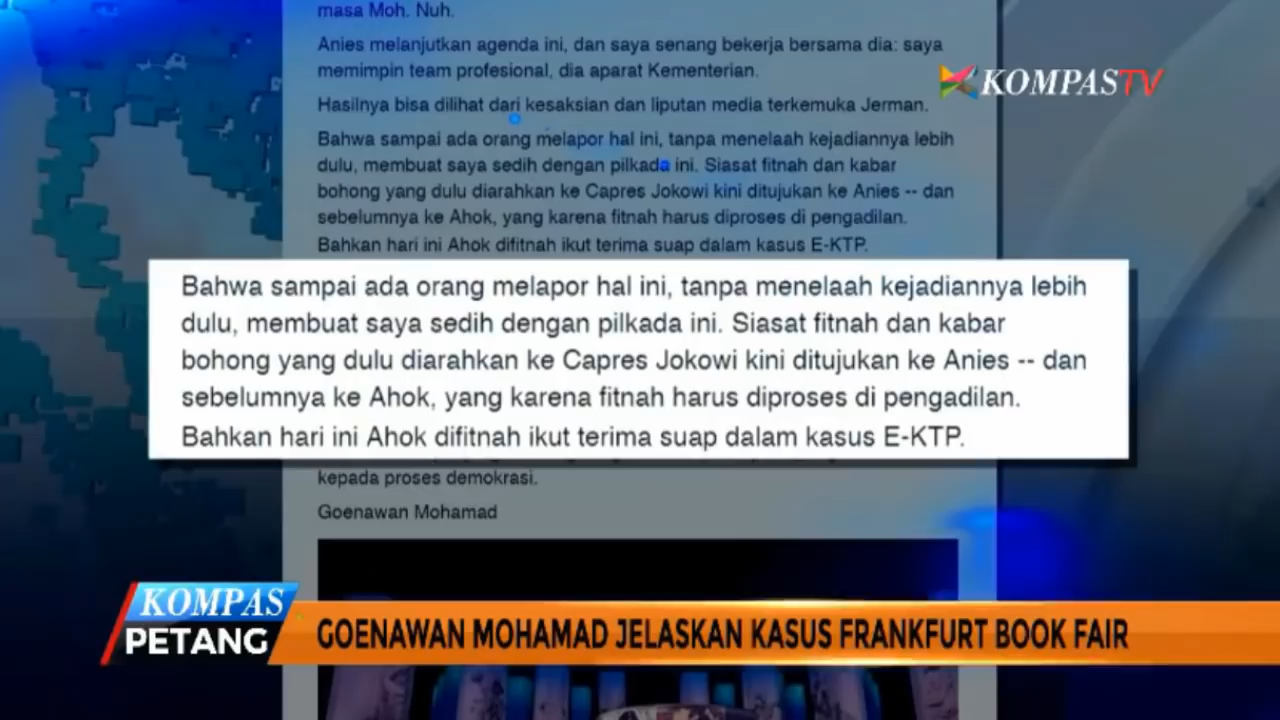 masa Moh. Nuh.
Anies melanjutkan agenda ini, dan saya senang bekerja bersama dia: saya
memimpin team profesional, dia aparat Kementerian.
Hasilnya bisa dilihat dari kesaksian dan liputan media terkemuka Jerman.
KOMPASTV
Bahwa sampai ada orang melapor hal ini, tanpa menelaah kejadiannya lebih
dulu, membuat saya sedih dengan pilkada ini. Siasat fitnah dan kabar
bohong yang dulu diarahkan ke Capres Jokowi kini ditujukan ke Anies -- dan
sebelumnya ke Ahok, yang karena fitnah harus diproses di pengadilan.
Bahkan hari ini Ahok difitnah ikut terima suap dalam kasus E-KTP.
Bahwa sampai ada orang melapor hal ini, tanpa menelaah kejadiannya lebih
dulu, membuat saya sedih dengan pilkada ini. Siasat fitnah dan kabar
bohong yang dulu diarahkan ke Capres Jokowi kini ditujukan ke Anies -- dan
sebelumnya ke Ahok, yang karena fitnah harus diproses di pengadilan.
Bahkan hari ini Ahok difitnah ikut terima suap dalam kasus E-KTP.
kepada proses demokrasi.
Goenawan Mohamad
KOMPAS
PETANG
GOENAWAN MOHAMAD JELASKAN KASUS FRANKFURT BOOK FAIR